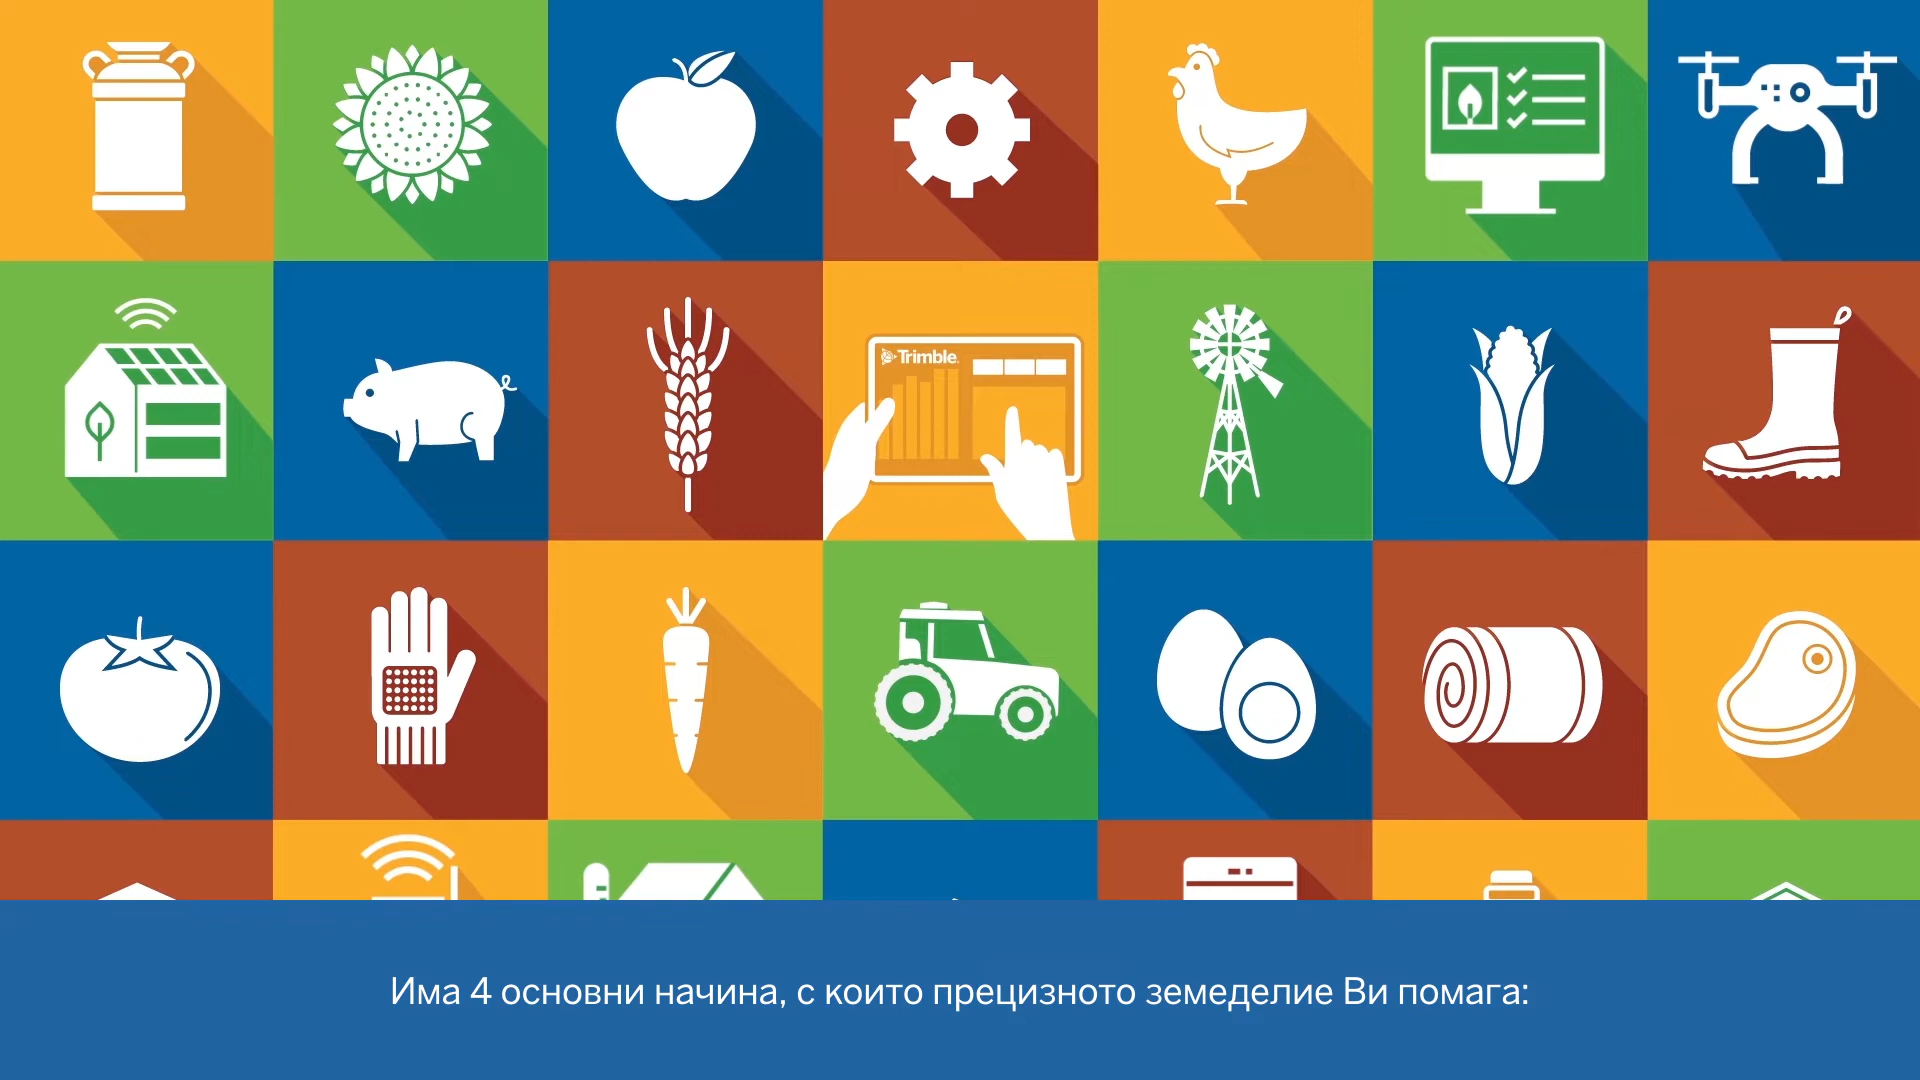 Trimble.
Има 4 основни начина, с които прецизното земеделие Ви помага: